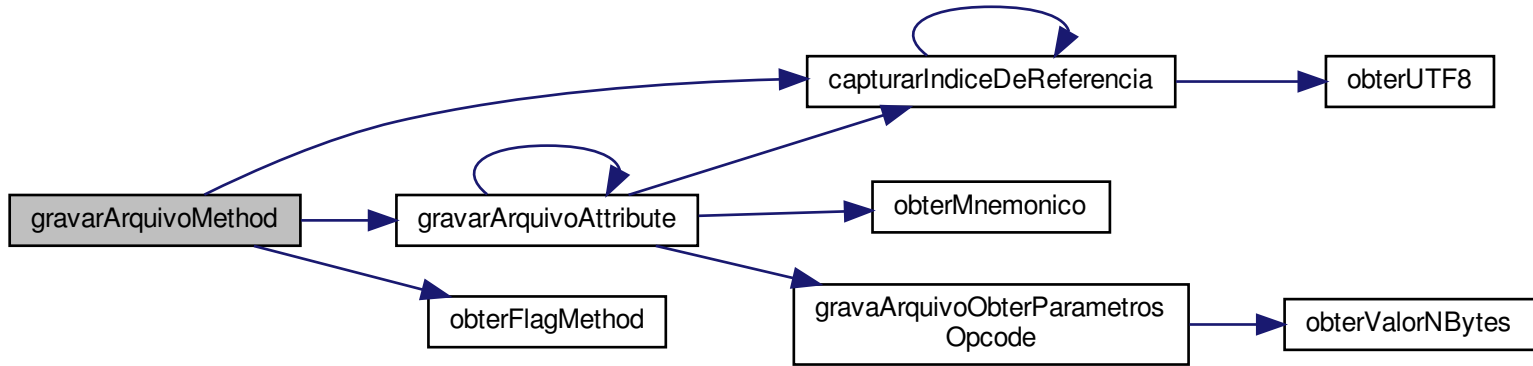 capturarIndiceDeReferencia
obterUTF8
gravarArquivoMethod
gravarArquivoAttribute
obterMnemonico
obterFlagMethod
gravaArquivoObterParametros
Opcode
obterValorNBytes